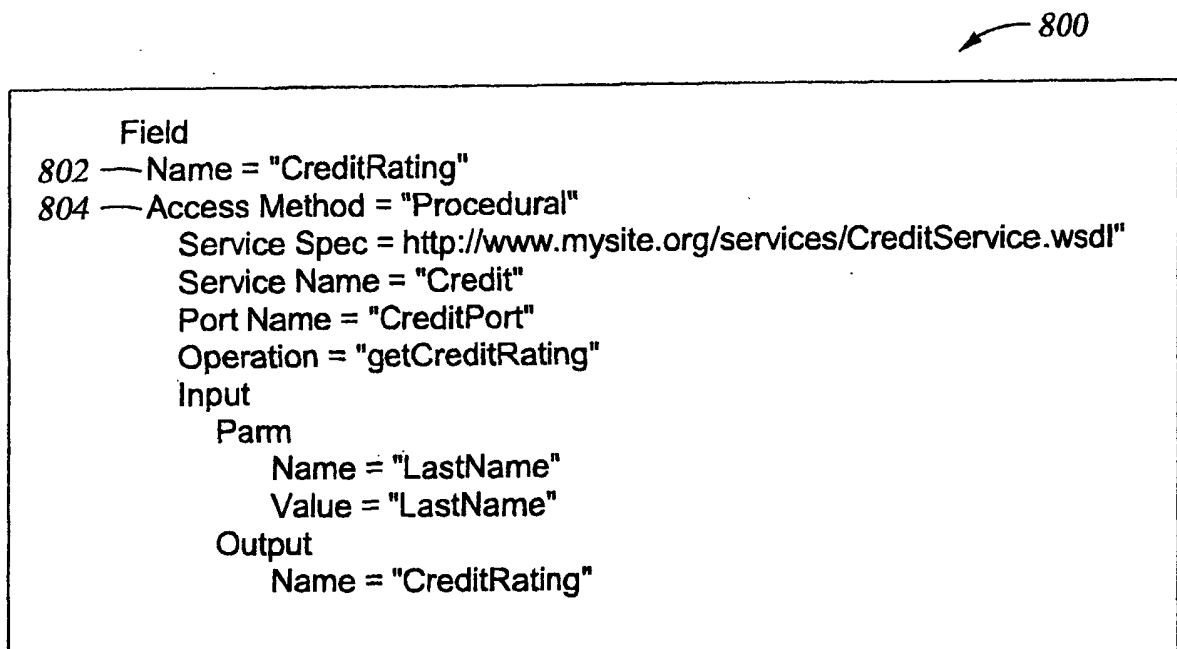 800
Field
802 — Name = "CreditRating"
804 — Access Method = "Procedural"
Service Spec = http://www.mysite.org/services/CreditService.wsdl"
Service Name = "Credit"
Port Name = "CreditPort"
Operation = "getCreditRating"
Input
Parm
Name = "LastName"
Value = "LastName"
Output
Name = "CreditRating"